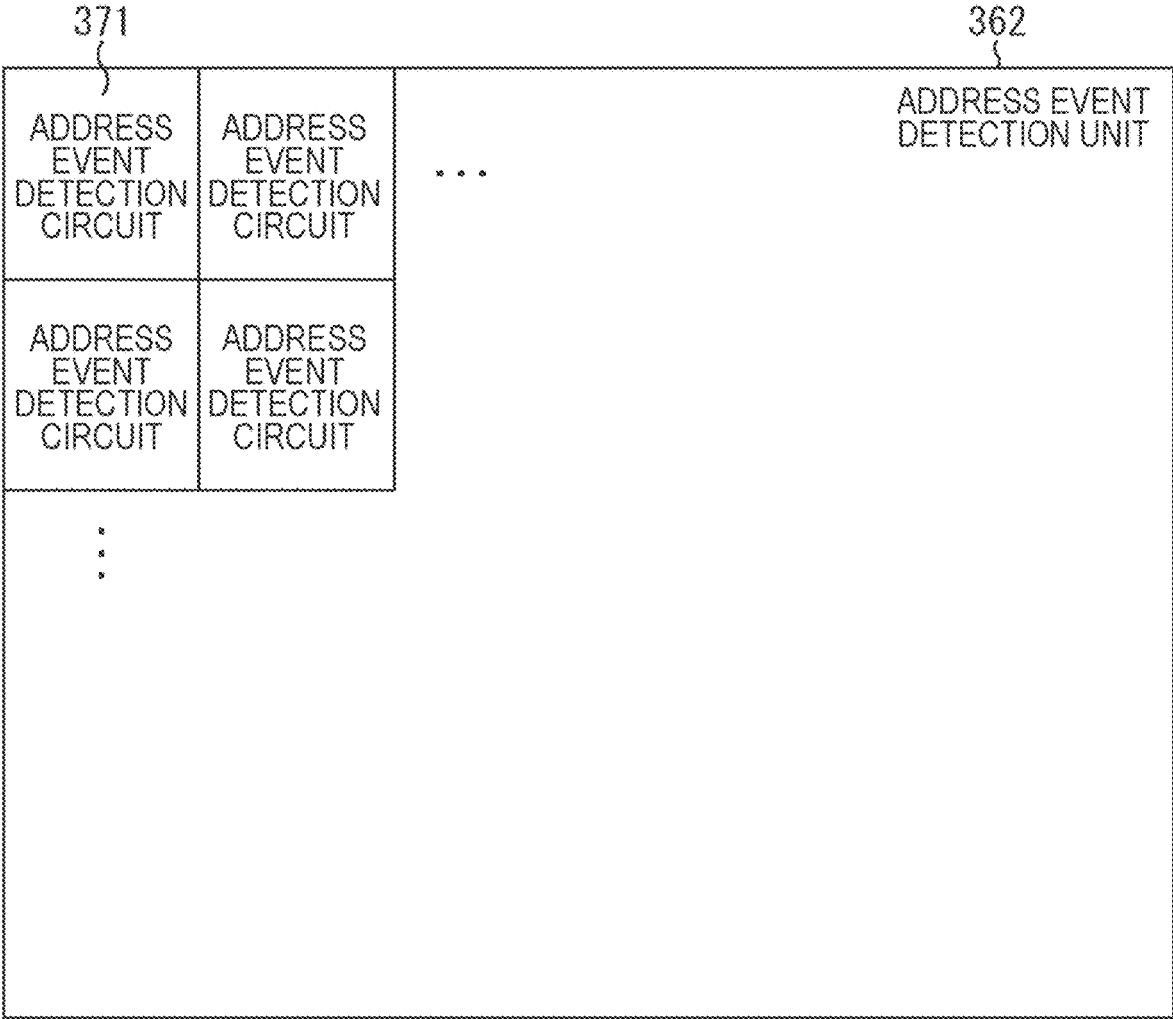 371
362
ADDRESS EVENT
DETECTION UNIT
ADDRESS
EVENT
DETECTION
CIRCUIT
ADDRESS
EVENT
DETECTION
CIRCUIT
...
ADDRESS
EVENT
DETECTION
CIRCUIT
ADDRESS
EVENT
DETECTION
CIRCUIT